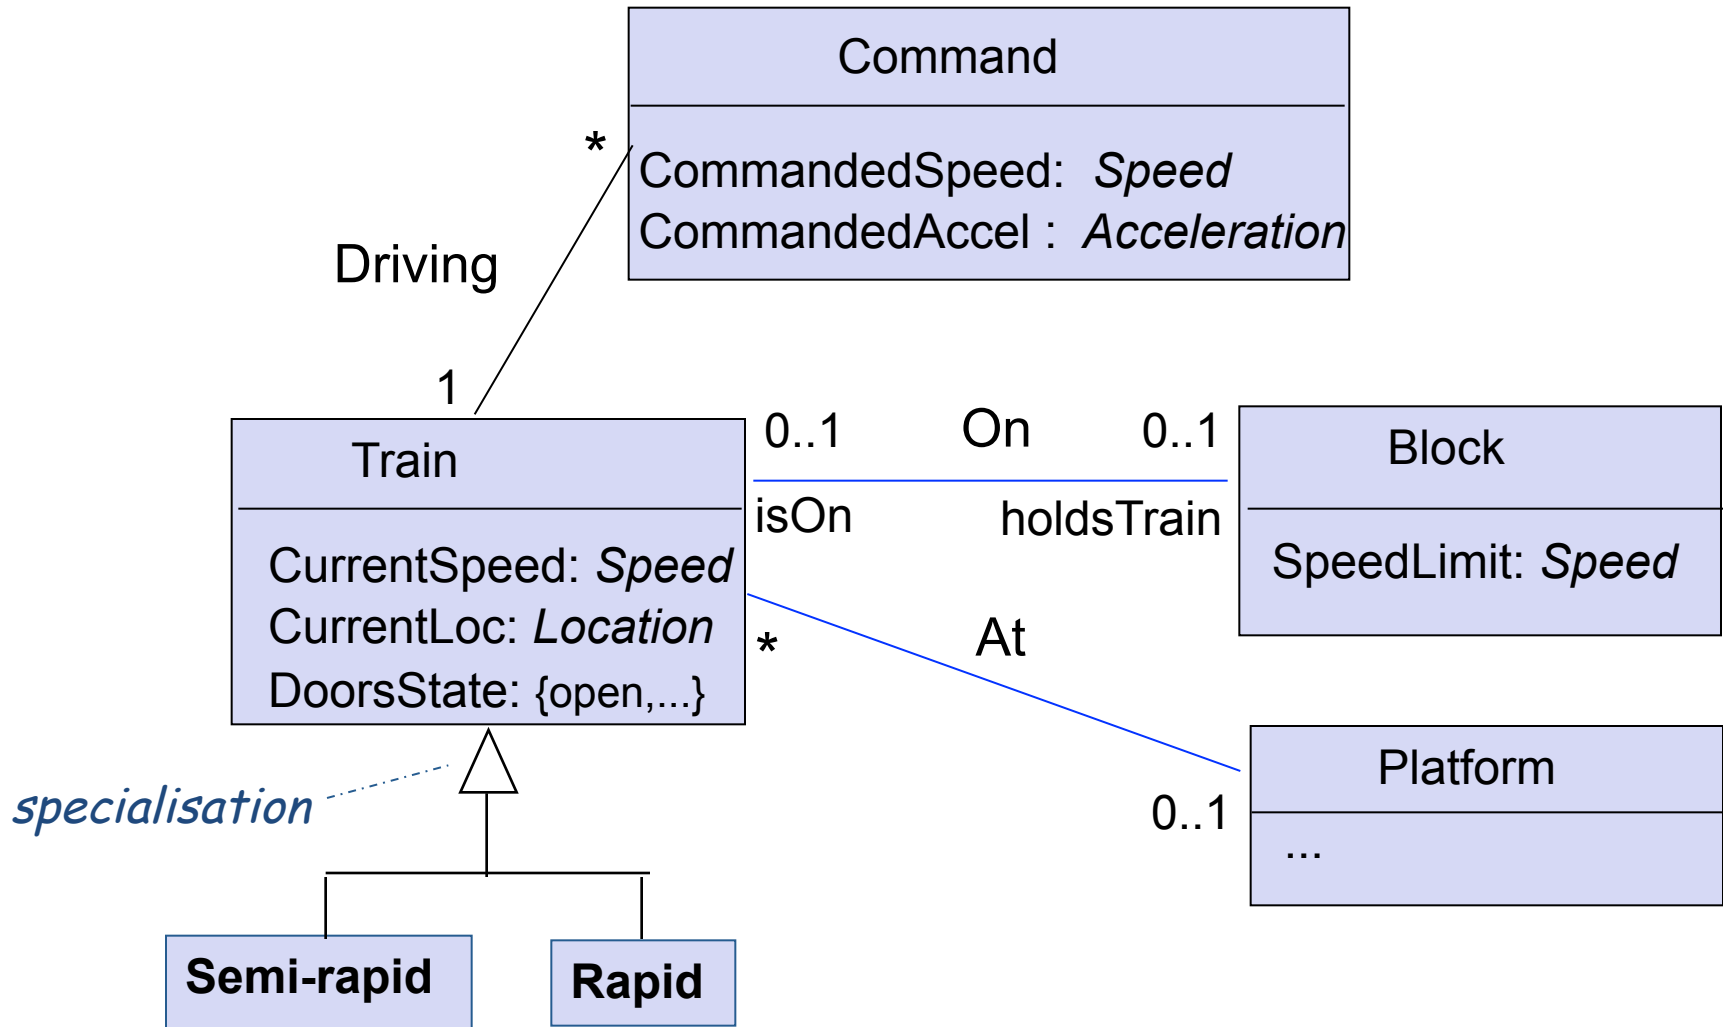 Command
*
CommandedSpeed: Speed
CommandedAccel : Acceleration
Driving
1
Train
0..1
On
0..1
Block
isOn
holdsTrain
CurrentSpeed: Speed
CurrentLoc: Location
DoorsState: {open,...}
SpeedLimit: Speed
*
At
Platform
0..1
...
specialisation
Semi-rapid
Rapid